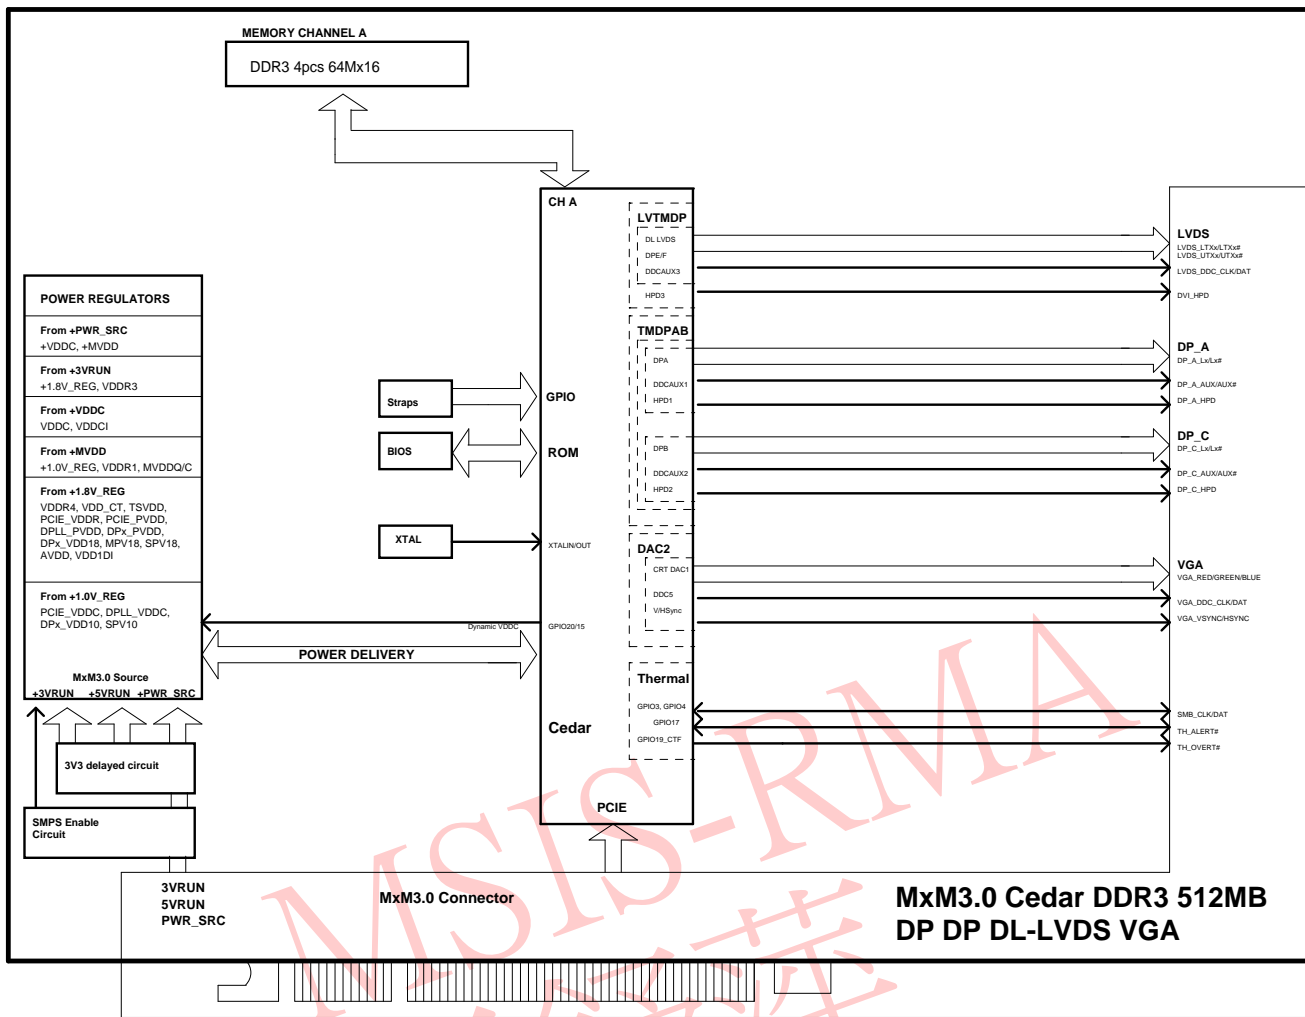 MEMORY CHANNEL A
DDR3 4pcs 64Mx16
CH A
LVTMDP
DL LVDS
DPE/F
DDCAUX3
HPD3
LVDS
LVDS_LTXx/LTXx#
LVDS_UTXx/UTXx#
LVDS_DDC_CLK/DAT
DVI_HPD
POWER REGULATORS
From +PWR_SRC
+VDDC, +MVDD
From +3VRUN
+1.8V_REG, VDDR3
From +VDDC
VDDC, VDDCI
From +MVDD
+1.0V_REG, VDDR1, MVDDQ/C
From +1.8V_REG
VDDR4, VDD_CT, TSVDD,
PCIE_VDDR, PCIE_PVDD,
DPLL_PVDD, DPx_PVDD,
DPx_VDD18, MPV18, SPV18,
AVDD, VDD1DI
From +1.0V_REG
PCIE_VDDC, DPLL_VDDC,
DPx_VDD10, SPV10
MxM3.0 Source
+3VRUN +5VRUN +PWR_SRC
3V3 delayed circuit
SMPS Enable
Circuit
Straps
BIOS
XTAL
GPIO
ROM
XTALIN/OUT
Dynamic VDDC
GPIO20/15
POWER DELIVERY
Cedar
PCIE
TMDPAB
DPA
DDCAUX1
HPD1
DPB
DDCAUX2
HPD2
DP_A
DP_A_Lx/Lx#
DP_A_AUX/AUX#
DP_A_HPD
DP_C
DP_C_Lx/Lx#
DP_C_AUX/AUX#
DP_C_HPD
DAC2
CRT DAC1
DDC5
V/HSync
VGA
VGA_RED/GREEN/BLUE
VGA_DDC_CLK/DAT
VGA_VSYNC/HSYNC
Thermal
GPIO3, GPIO4
GPIO17
GPIO19_CTF
SMB_CLK/DAT
TH_ALERT#
TH_OVERT#
3VRUN
5VRUN
PWR_SRC
MxM3.0 Connector
MxM3.0 Cedar DDR3 512MB
DP DP DL-LVDS VGA
MSIS-RMA